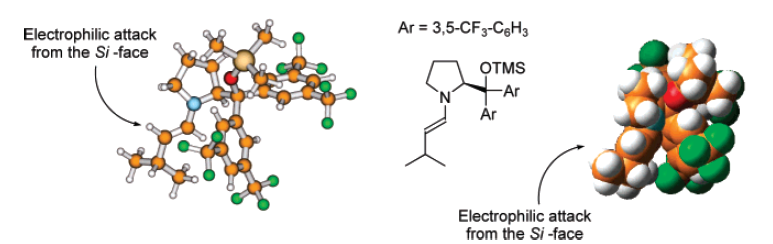 Electrophilic attack
from the Si -face
Ar = 3,5-CF₃-C₆H₃
OTMS
Ar
N
Ar
Electrophilic attack
from the Si -face